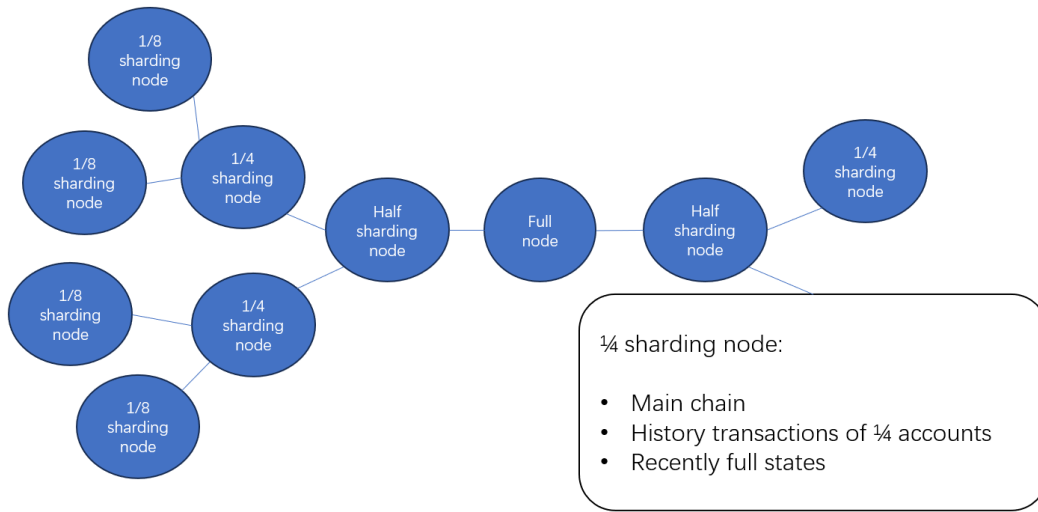 1/8
sharding
node
1/8
sharding
node
1/4
sharding
node
1/8
sharding
node
1/4
sharding
node
1/8
sharding
node
Half
sharding
node
Full
node
Half
sharding
node
1/4
sharding
node
¼ sharding node:
• Main chain
• History transactions of ¼ accounts
• Recently full states